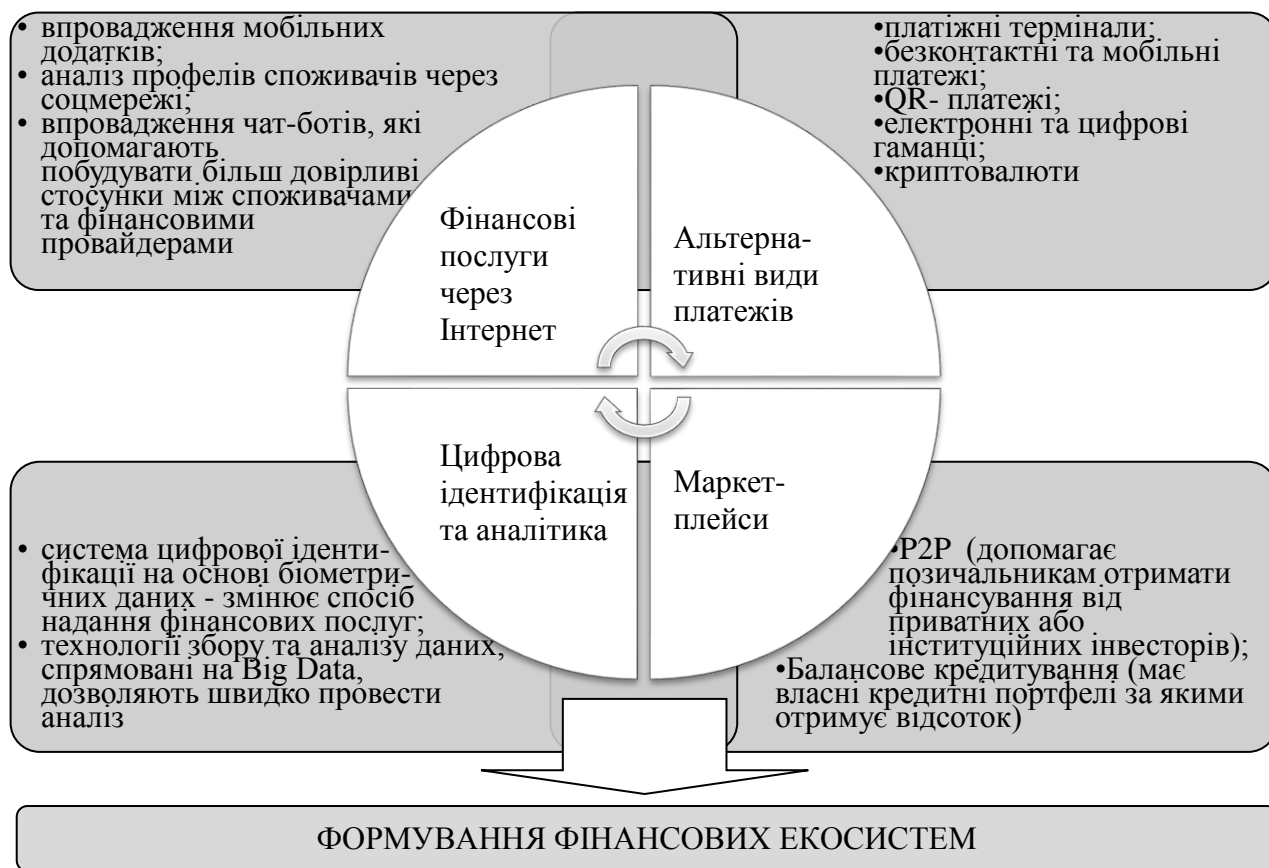 • впровадження мобільних
додатків;
• аналіз профелів споживачів через
соцмережі;
• впровадження чат-ботів, які
допомагають
побудувати більш довірливі
стосунки між споживачами
та фінансовими
провайдерами
•платіжні термінали;
•безконтактні та мобільні
платежі;
•QR- платежі;
•електронні та цифрові
гаманці;
•криптовалюти
Фінансові
послуги
через
Інтернет
Альтерна-
тивні види
платежів
Цифрова
ідентифікація
та аналітика
Маркет-
плейси
• система цифрової іденти-
фікації на основі біометри-
чних даних - змінює спосіб
надання фінансових послуг;
• технології збору та аналізу даних,
спрямовані на Big Data,
дозволяють швидко провести
аналіз
•P2P (допомагає
позичальникам отримати
фінансування від
приватних або
інституційних інвесторів);
•Балансове кредитування (має
власні кредитні портфелі за якими
отримує відсоток)
ФОРМУВАННЯ ФІНАНСОВИХ ЕКОСИСТЕМ